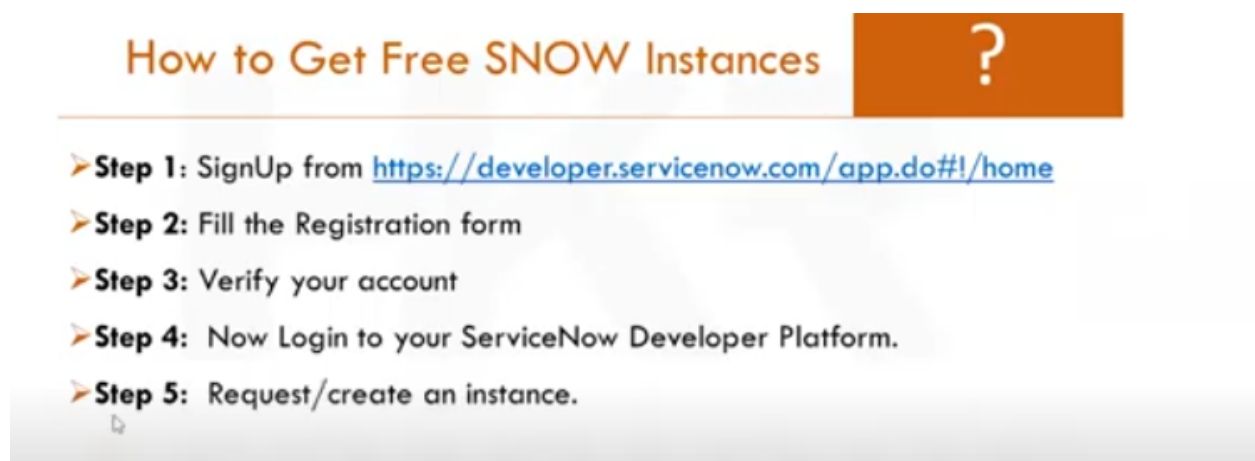 How to Get Free SNOW Instances ?
➢Step 1: SignUp from https://developer.servicenow.com/app.do#!/home
➢Step 2: Fill the Registration form
➢Step 3: Verify your account
➢Step 4: Now Login to your ServiceNow Developer Platform.
➢Step 5: Request/create an instance.